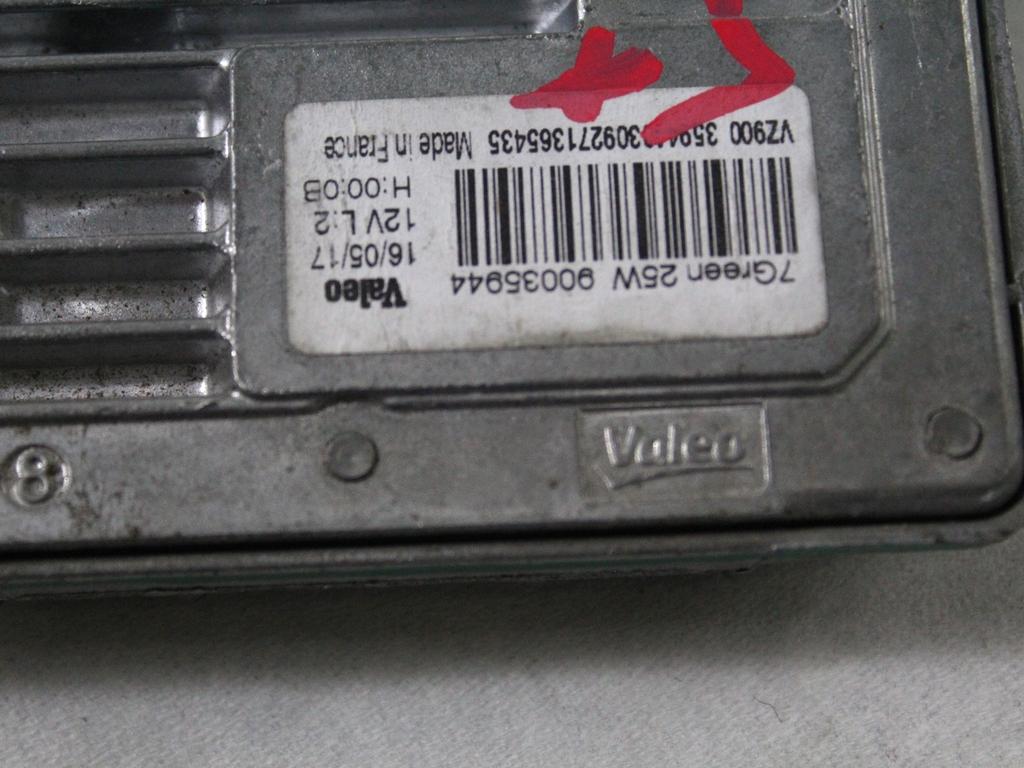 7Green 25W 90035944
Valeo
16/05/17
12V L:2
H:00:0B
VZ900 Made in France
Valeo
8